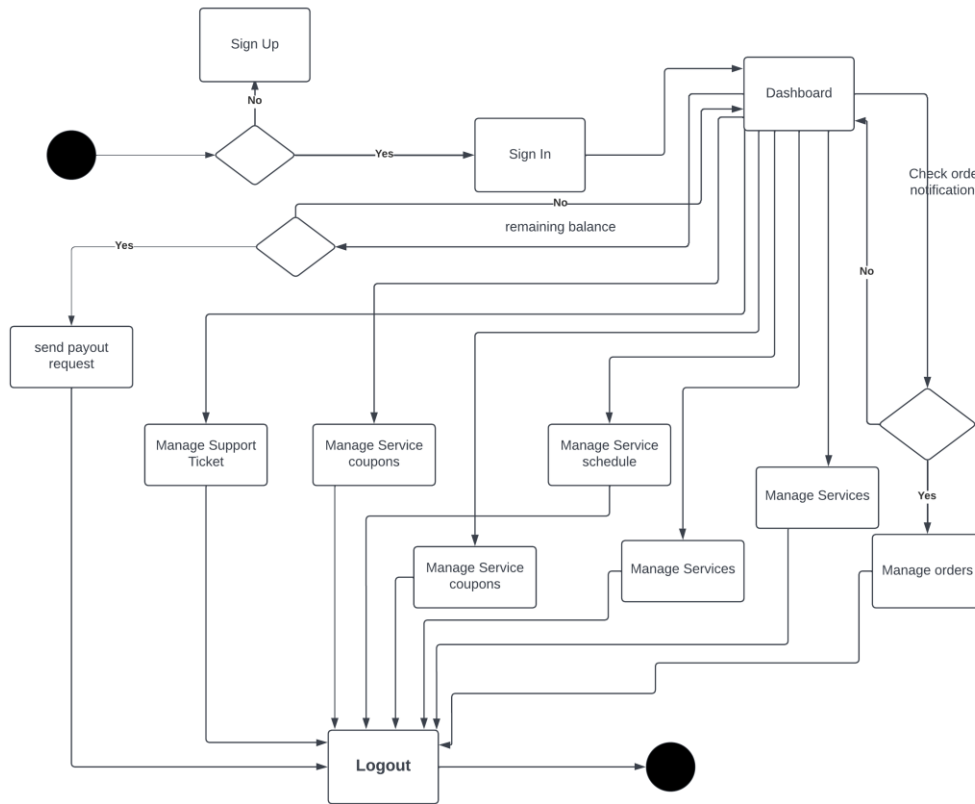 Sign Up
No
Yes
Sign In
Dashboard
Check orde
notification
No
remaining balance
Yes
No
send payout
request
Manage Support
Ticket
Manage Service
coupons
Manage Service
schedule
Manage Services
Yes
Manage Service
coupons
Manage Services
Manage orders
Logout